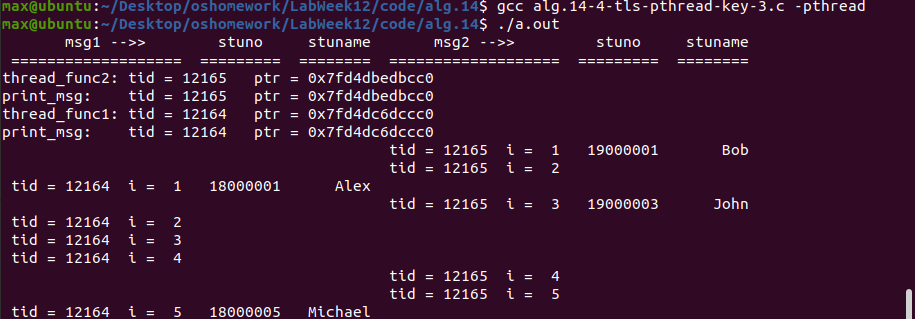 max@ubuntu:~/Desktop/oshomework/LabWeek12/code/alg.14$ gcc alg.14-4-tls-pthread-key-3.c -pthread
max@ubuntu:~/Desktop/oshomework/LabWeek12/code/alg.14$ ./a.out
       msg1 -->>        stuno     stuname       msg2 -->>         stuno     stuname
 ===================  =========  ========  ===================  =========  ========
thread_func2: tid = 12165   ptr = 0x7fd4dbedbcc0
print_msg:    tid = 12165   ptr = 0x7fd4dbedbcc0
thread_func1: tid = 12164   ptr = 0x7fd4dc6dccc0
print_msg:    tid = 12164   ptr = 0x7fd4dc6dccc0
                                           tid = 12165  i =  1   19000001       Bob
                                           tid = 12165  i =  2
 tid = 12164  i =  1   18000001      Alex
                                           tid = 12165  i =  3   19000003      John
 tid = 12164  i =  2
 tid = 12164  i =  3
 tid = 12164  i =  4
                                           tid = 12165  i =  4
                                           tid = 12165  i =  5
 tid = 12164  i =  5   18000005   Michael